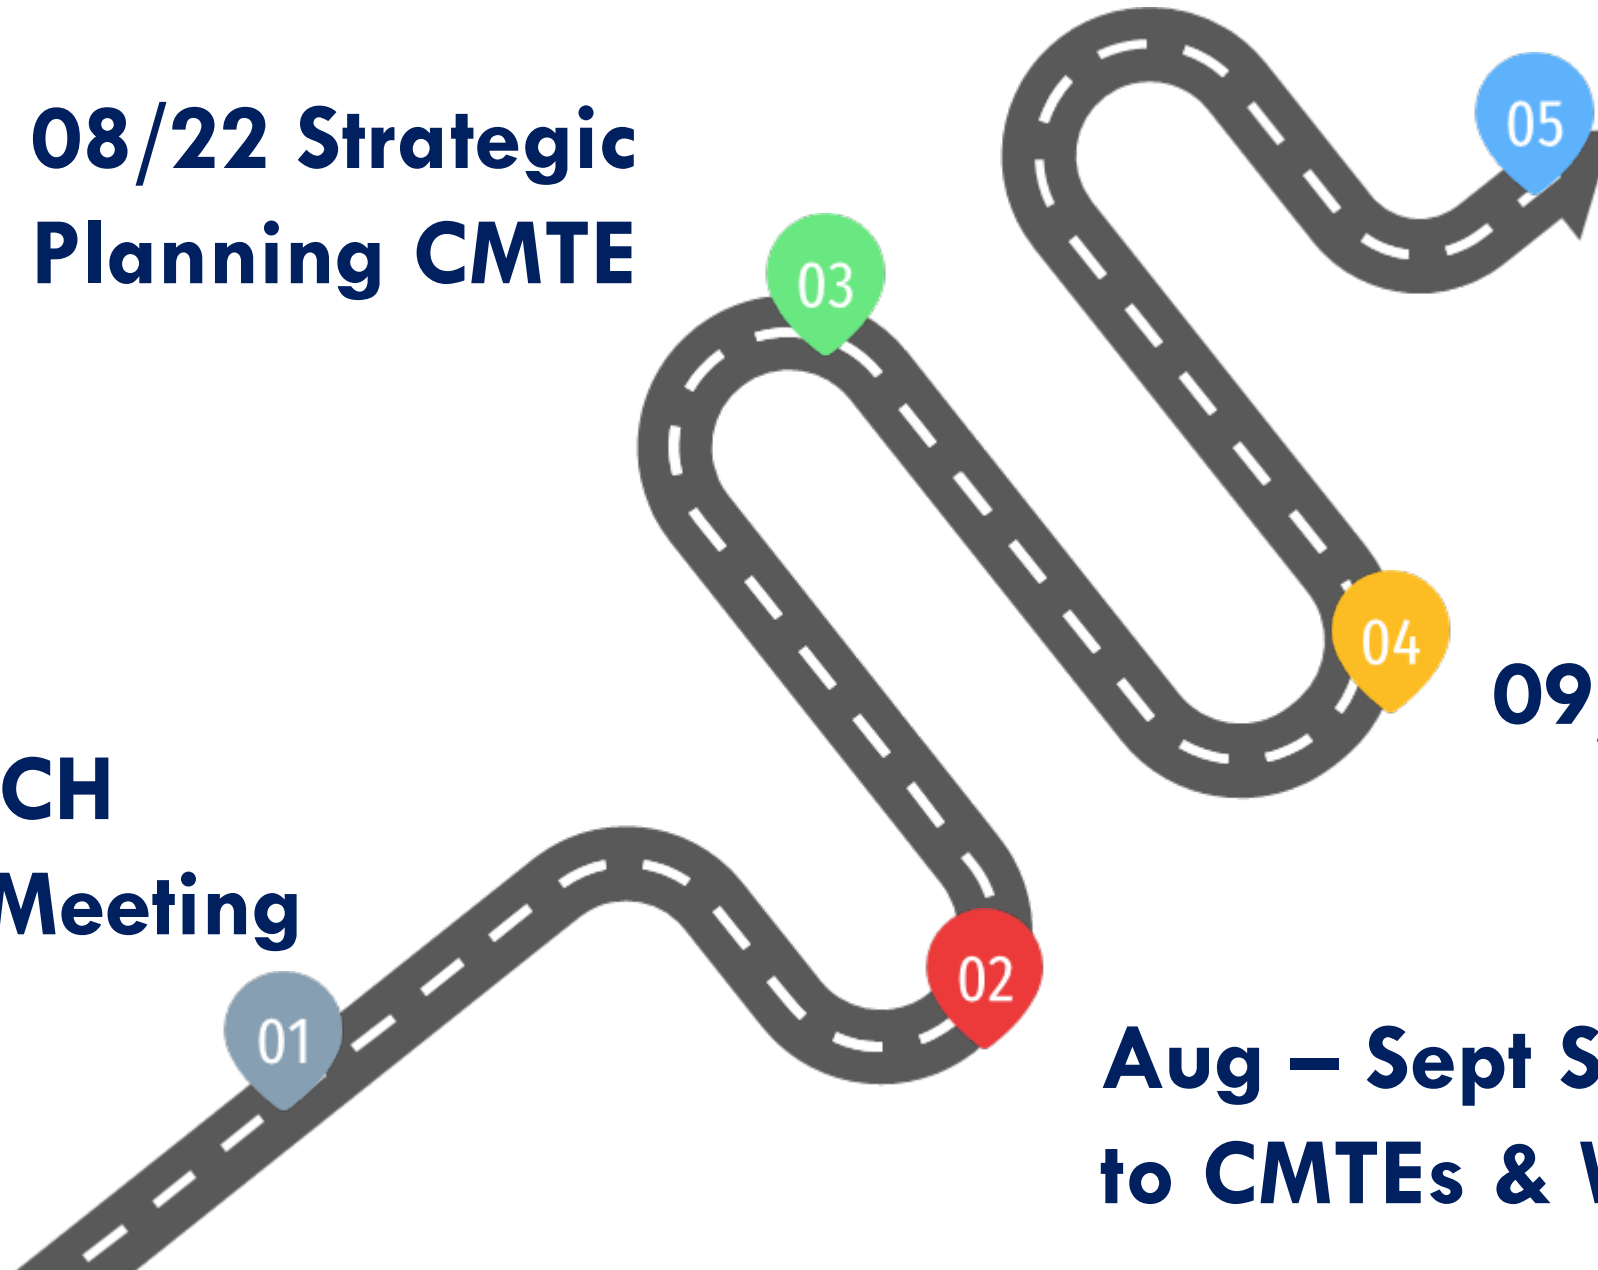 08/22 Strategic
Planning CMTE
05
03
04
09
CH
Meeting
02
01
Aug – Sept S
to CMTEs &